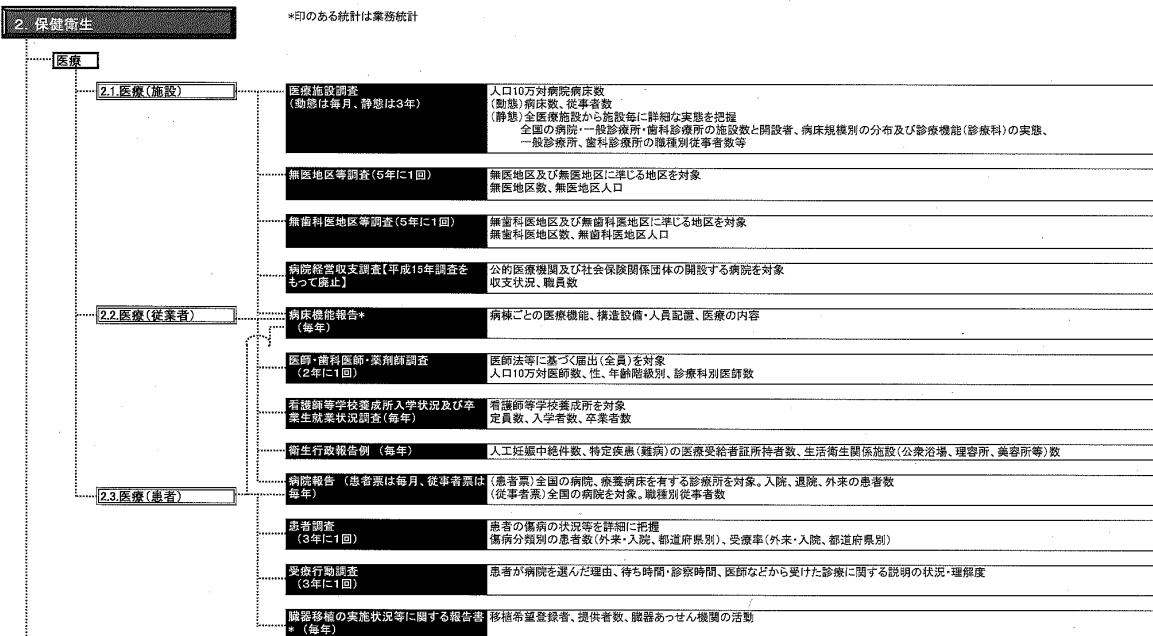 2. 保健衛生
*印のある統計は業務統計
医療
2.1.医療(施設)
医療施設調査
(動態は毎月、静態は3年)
人口10万対病院病床数
(動態)病床数、従事者数
(静態)全医療施設から施設毎に詳細な実態を把握
全国の病院・一般診療所・歯科診療所の施設数と開設者、病床規模別の分布及び診療機能(診療科)の実態、
一般診療所、歯科診療所の職種別従事者数等
無医地区等調査(5年に1回)
無医地区及び無医地区に準じる地区を対象
無医地区数、無医地区人口
無歯科医地区等調査(5年に1回)
無歯科医地区及び無歯科医地区に準じる地区を対象
無歯科医地区数、無歯科医地区人口
病院経営収支調査【平成15年調査を
もって廃止】
公的医療機関及び社会保険関係団体の開設する病院を対象
収支状況、職員数
2.2.医療(従業者)
病床機能報告*
(毎年)
病棟ごとの医療機能、構造設備・人員配置、医療の内容
医師・歯科医師・薬剤師調査
(2年に1回)
医師法等に基づく届出(全員)を対象
人口10万対医師数、性、年齢階級別、診療科別医師数
看護師等学校養成所入学状況及び卒
業生就業状況調査(毎年)
看護師等学校養成所を対象
定員数、入学者数、卒業者数
衛生行政報告例 (毎年)
人工妊娠中絶件数、特定疾患(難病)の医療受給者証所持者数、生活衛生関係施設(公衆浴場、理容所、美容所等)数
2.3.医療(患者)
病院報告 (患者票は毎月、従事者票は
毎年)
(患者票)全国の病院、療養病床を有する診療所を対象。入院、退院、外来の患者数
(従事者票)全国の病院を対象。職種別従事者数
患者調査
(3年に1回)
患者の傷病の状況等を詳細に把握
傷病分類別の患者数(外来・入院、都道府県別)、受療率(外来・入院、都道府県別)
受療行動調査
(3年に1回)
患者が病院を選んだ理由、待ち時間・診察時間、医師などから受けた診療に関する説明の状況・理解度
臓器移植の実施状況等に関する報告書
* (毎年)
移植希望登録者、提供者数、臓器あっせん機関の活動